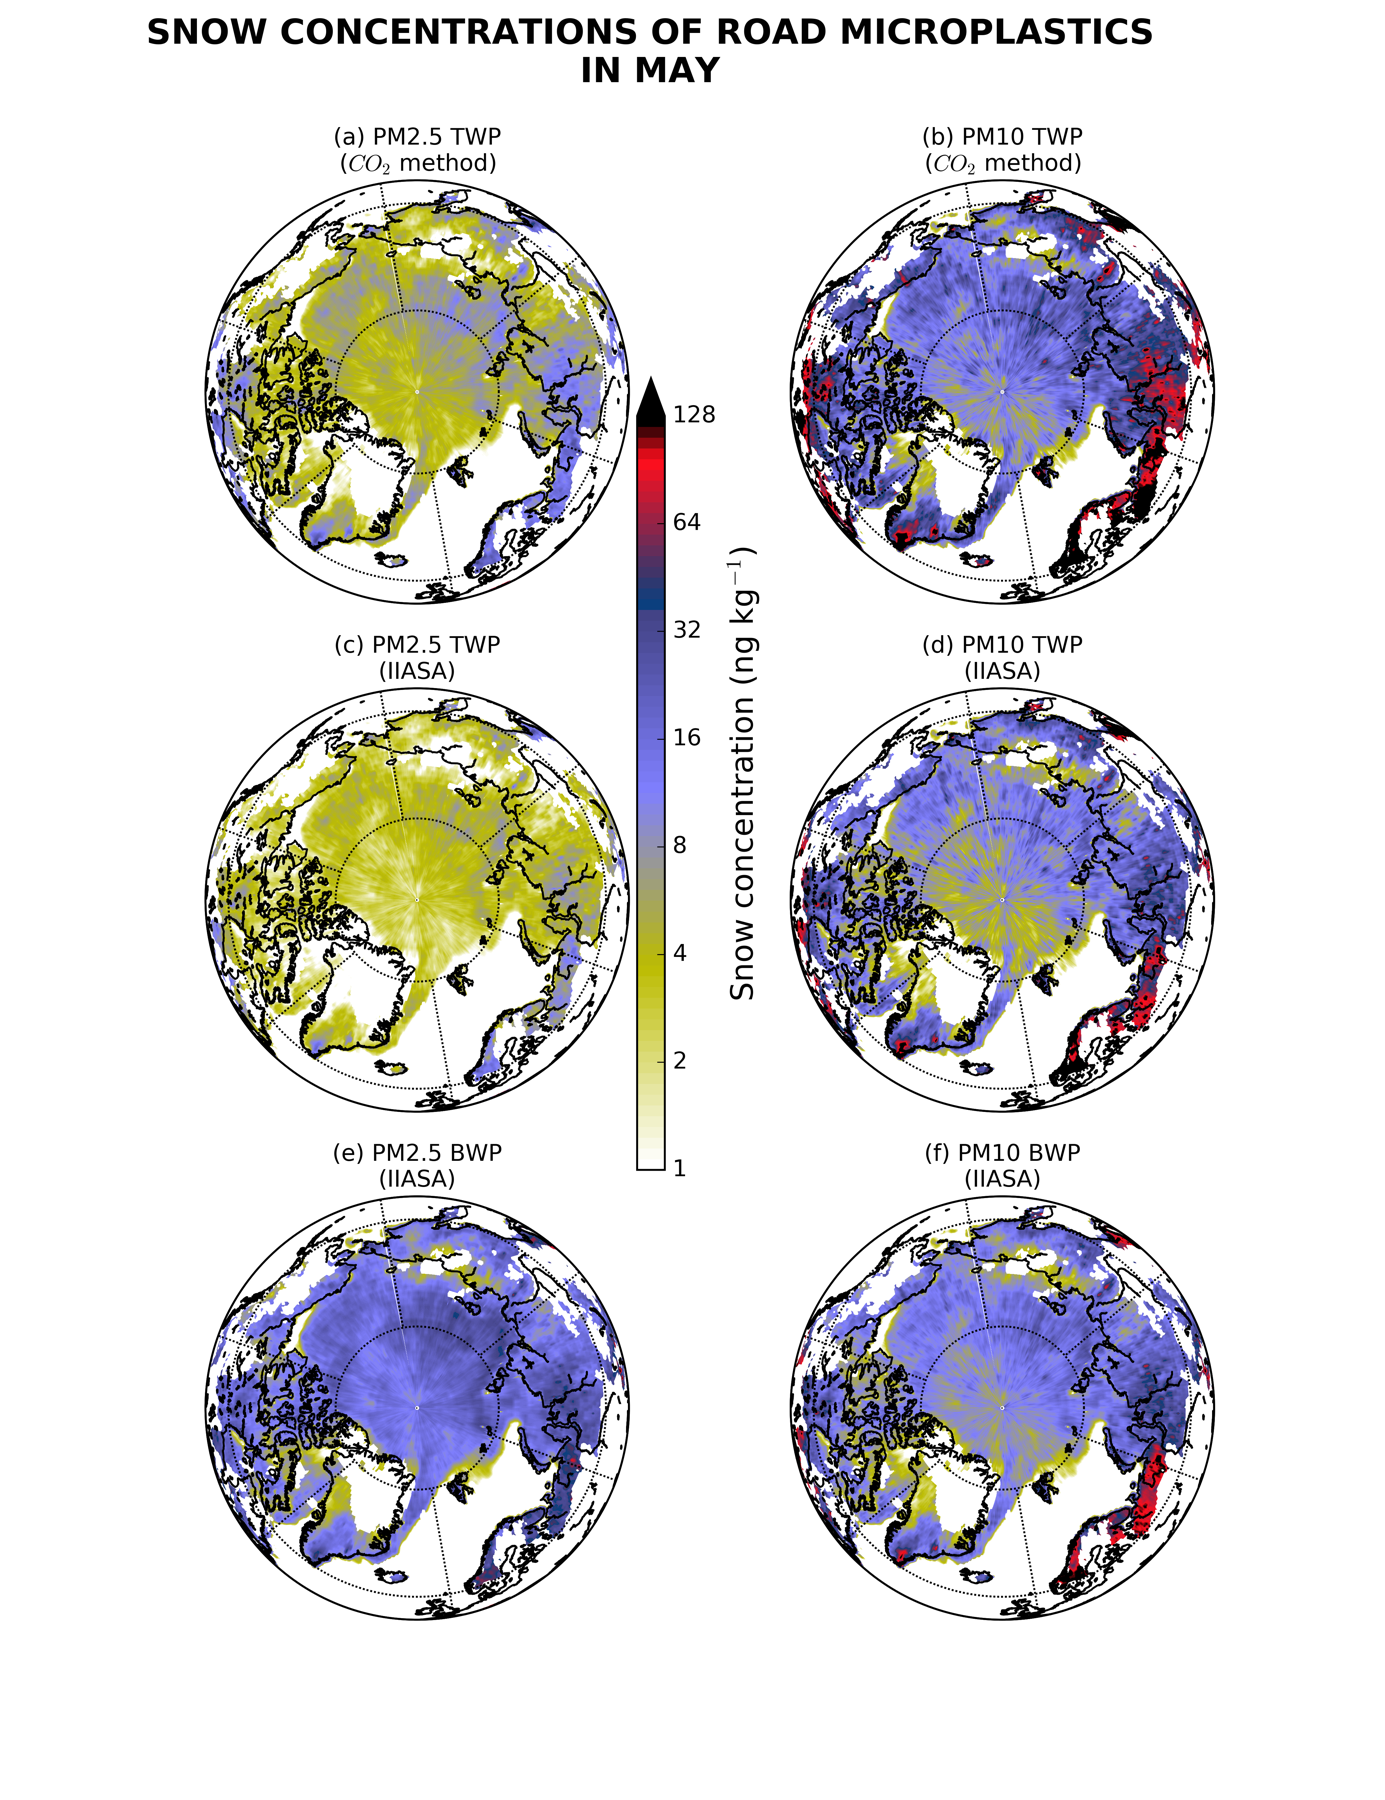 SNOW CONCENTRATIONS OF ROAD MICROPLASTICS
IN MAY
(a) PM2.5 TWP
(CO₂ method)
(b) PM10 TWP
(CO₂ method)
128
64
32
16
8
4
2
1
Snow concentration (ng kg⁻¹)
(c) PM2.5 TWP
(IIASA)
(d) PM10 TWP
(IIASA)
(e) PM2.5 BWP
(IIASA)
(f) PM10 BWP
(IIASA)